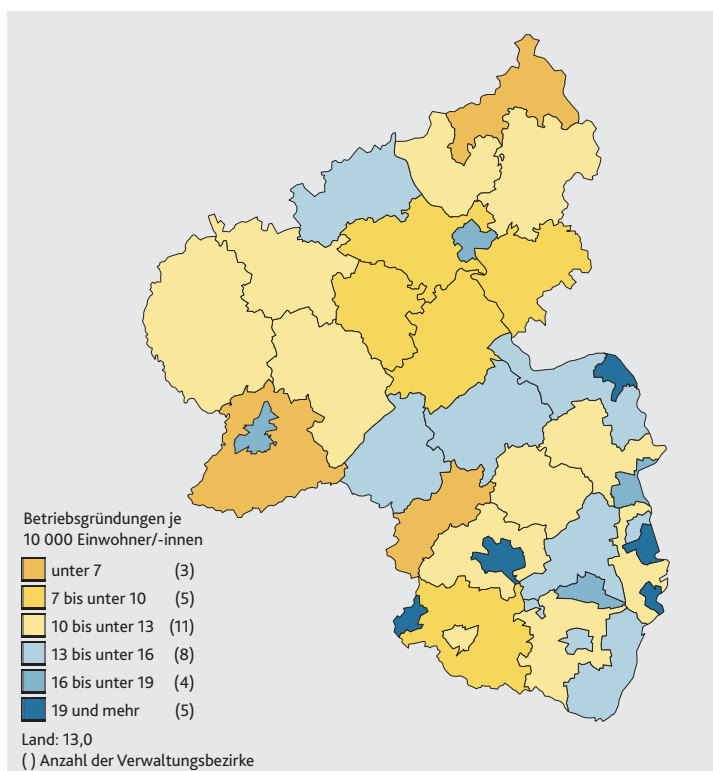 Betriebsgründungen je
10 000 Einwohner/-innen
unter 7 (3)
7 bis unter 10 (5)
10 bis unter 13 (11)
13 bis unter 16 (8)
16 bis unter 19 (4)
19 und mehr (5)
Land: 13,0
( ) Anzahl der Verwaltungsbezirke